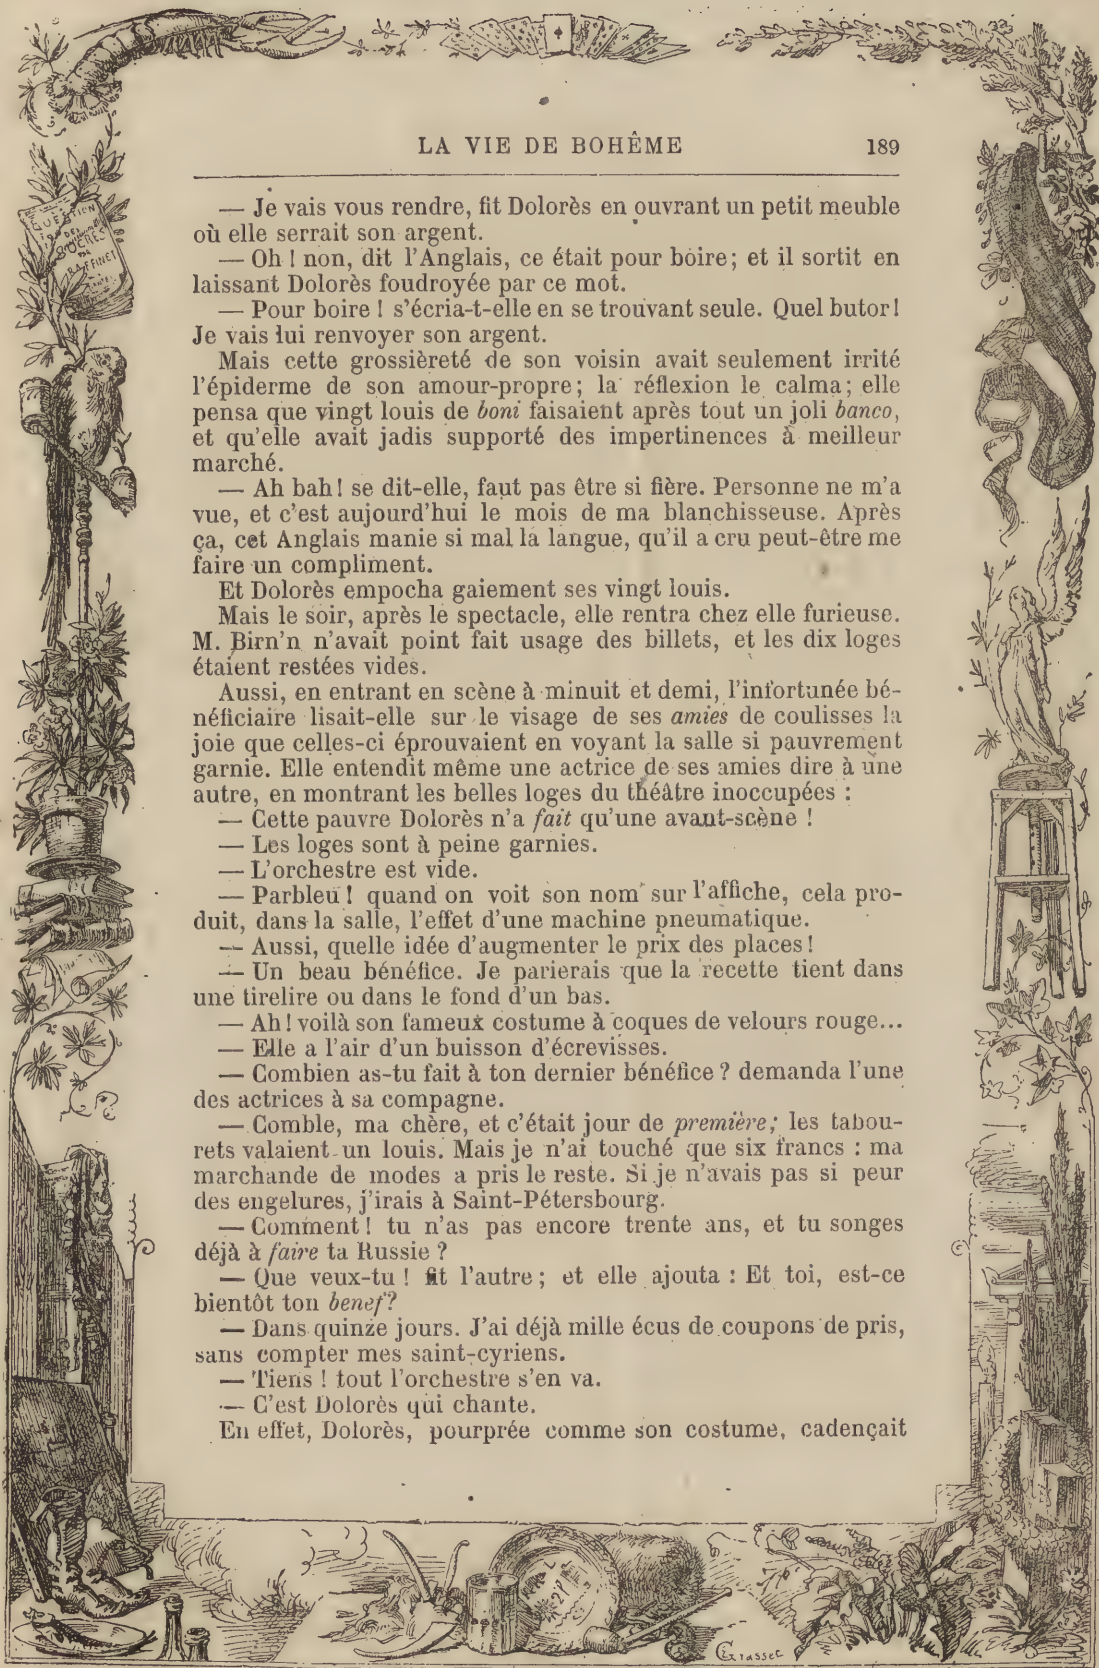 LA VIE DE BOHÊME 189
— Je vais vous rendre, fit Dolorès en ouvrant un petit meuble
où elle serrait son argent.
— Oh ! non, dit l'Anglais, ce était pour boire; et il sortit en
laissant Dolorès foudroyée par ce mot.
— Pour boire ! s'écria-t-elle en se trouvant seule. Quel butor!
Je vais lui renvoyer son argent.
Mais cette grossièreté de son voisin avait seulement irrité
l'épiderme de son amour-propre; la réflexion le calma; elle
pensa que vingt louis de boni faisaient après tout un joli banco,
et qu'elle avait jadis supporté des impertinences à meilleur
marché.
— Ah bah! se dit-elle, faut pas être si fière. Personne ne m'a
vue, et c'est aujourd'hui le mois de ma blanchisseuse. Après
ça, cet Anglais manie si mal la langue, qu'il a cru peut-être me
faire un compliment.
Et Dolorès empocha gaiement ses vingt louis.
Mais le soir, après le spectacle, elle rentra chez elle furieuse.
M. Birn'n n'avait point fait usage des billets, et les dix loges
étaient restées vides.
Aussi, en entrant en scène à minuit et demi, l'infortunée bé-
néficiaire lisait-elle sur le visage de ses amies de coulisses la
joie que celles-ci éprouvaient en voyant la salle si pauvrement
garnie. Elle entendit même une actrice de ses amies dire à une
autre, en montrant les belles loges du théâtre inoccupées :
— Cette pauvre Dolorès n'a fait qu'une avant-scène !
— Les loges sont à peine garnies.
— L'orchestre est vide.
— Parbleu! quand on voit son nom sur l'affiche, cela pro-
duit, dans la salle, l'effet d'une machine pneumatique.
— Aussi, quelle idée d'augmenter le prix des places!
— Un beau bénéfice. Je parierais que la recette tient dans
une tirelire ou dans le fond d'un bas.
— Ah! voilà son fameux costume à coques de velours rouge...
— Elle a l'air d'un buisson d'écrevisses.
— Combien as-tu fait à ton dernier bénéfice ? demanda l'une
des actrices à sa compagne.
— Comble, ma chère, et c'était jour de première; les tabou-
rets valaient un louis. Mais je n'ai touché que six francs : ma
marchande de modes a pris le reste. Si je n'avais pas si peur
des engelures, j'irais à Saint-Pétersbourg.
— Comment! tu n'as pas encore trente ans, et tu songes
déjà à faire ta Russie ?
— Que veux-tu ! fit l'autre; et elle ajouta : Et toi, est-ce
bientôt ton benef?
— Dans quinze jours. J'ai déjà mille écus de coupons de pris,
sans compter mes saint-cyriens.
— Tiens ! tout l'orchestre s'en va.
— C'est Dolorès qui chante.
En effet, Dolorès, pourprée comme son costume, cadençait
QUESTION
DES
SUCRES
RAFFINET
Grasset